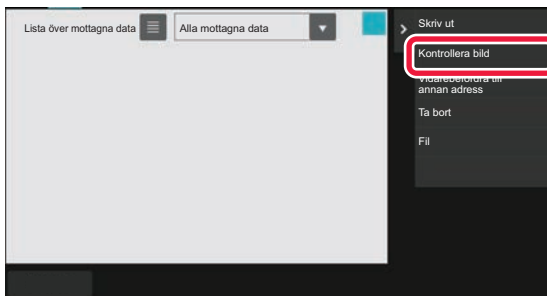 Lista över mottagna data
Alla mottagna data
Skriv ut
Kontrollera bild
Vidarebefordra till
annan adress
Ta bort
Fil